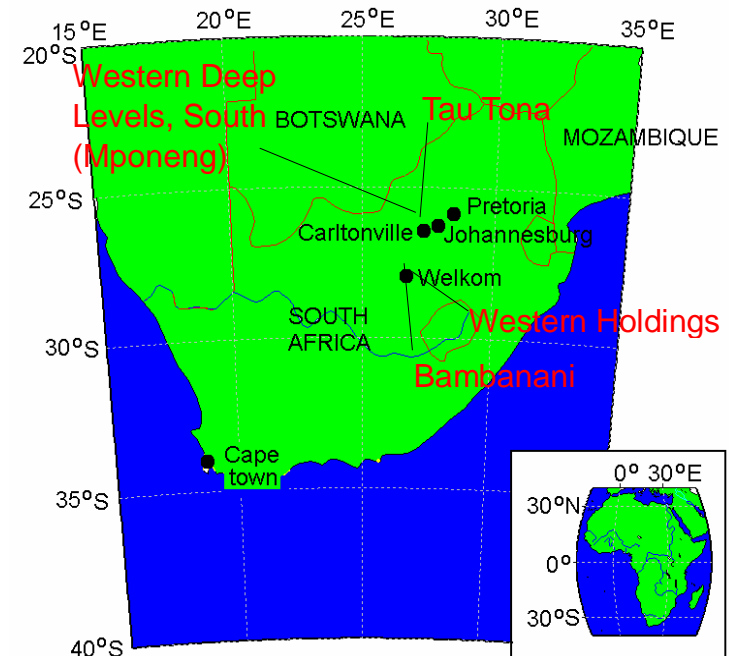 15°E
20°E
25°E
30°E
35°E
20°S
Western Deep
Levels, South
(Mponeng)
BOTSWANA
Tau Tona
MOZAMBIQUE
25°S
Pretoria
Carltonville
Johannesburg
Welkom
SOUTH
AFRICA
Western Holdings
30°S
Bambanani
Cape
town
35°S
40°S
0° 30°E
30°N
0°
30°S